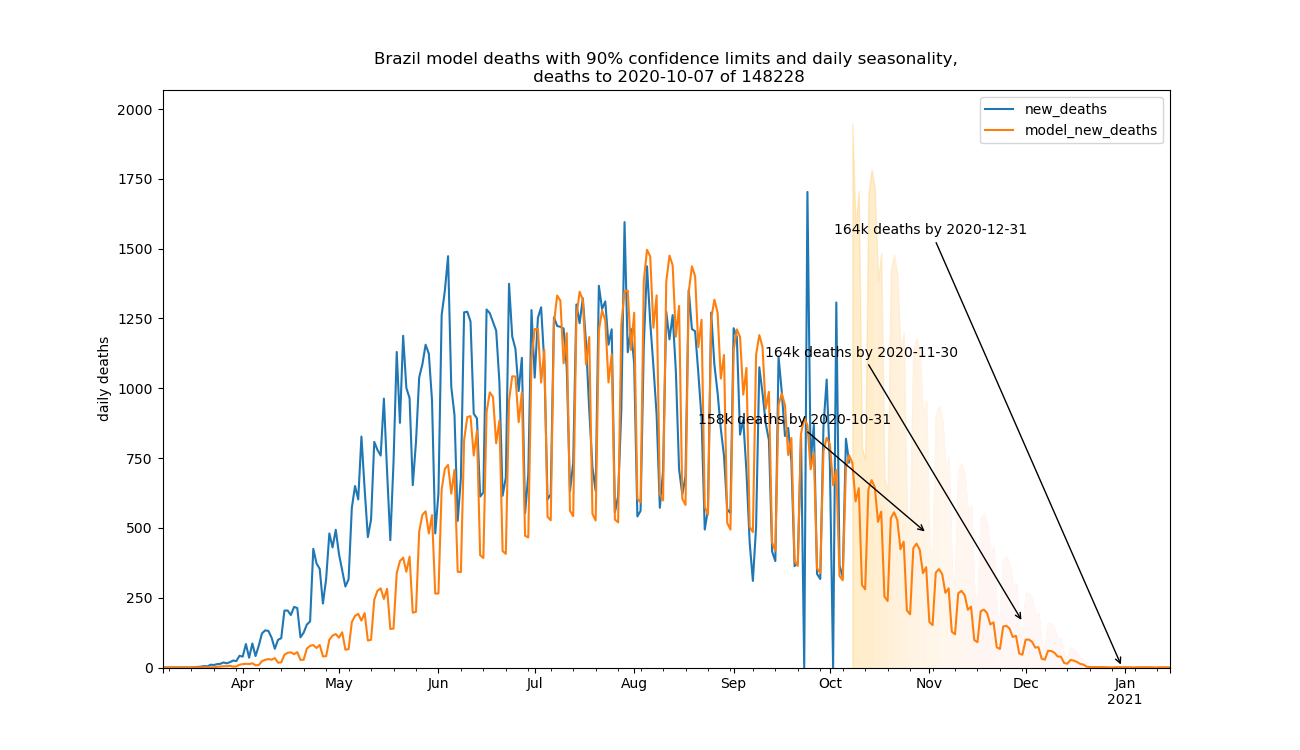 Brazil model deaths with 90% confidence limits and daily seasonality,
deaths to 2020-10-07 of 148228
daily deaths
2000
1750
1500
1250
1000
750
500
250
0
new_deaths
model_new_deaths
164k deaths by 2020-12-31
164k deaths by 2020-11-30
158k deaths by 2020-10-31
Apr
May
Jun
Jul
Aug
Sep
Oct
Nov
Dec
Jan
2021